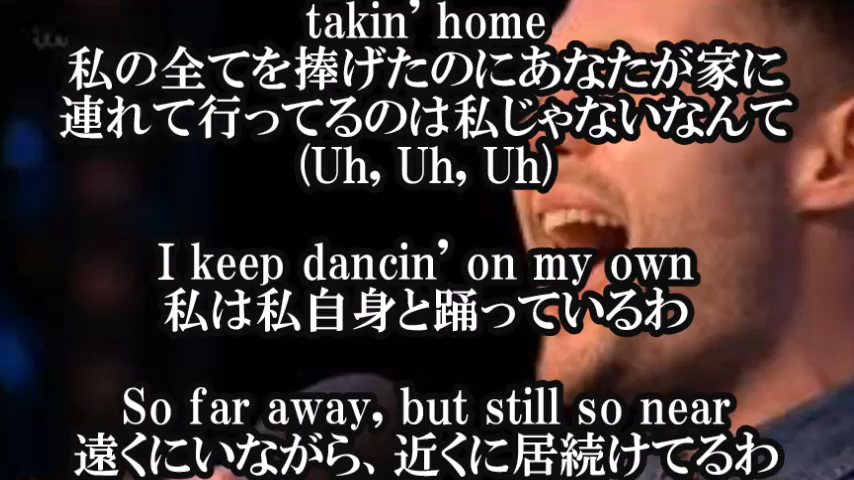 takin' home
itv
私の全てを捧げたのにあなたが家に
連れて行ってるのは私じゃないなんて
(Uh, Uh, Uh)
I keep dancin' on my own
私は私自身と踊っているわ
So far away, but still so near
遠くにいながら、近くに居続けてるわ